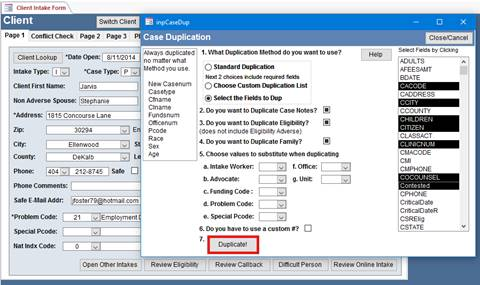 Client Intake Form
Client
Switch Client
Page 1 Conflict Check Page 2 Page 3
Client Lookup *Date Open: 8/11/2014
Intake Type: I *Case Type: P
Client First Name: Jarvis
Non Adverse Spouse: Stephanie
*Address: 1815 Concourse Lane
Zip: 30294
City: Ellenwood
County: DeKalb
Phone: 404 212-8745 Safe
Phone Comments:
Safe E-Mail Addr: jfoster79@hotmail.com
*Problem Code: 21 Employment
Special Pcode:
Nat Indx Code: 0
Open Other Intakes Review Eligibility Review Callback Difficult Person Review Online Intake
inpCaseDup
Case Duplication
Close/Cancel
Always duplicated
no matter what
Method you use.
New Casenum
Casetype
Cfname
Cname
Fundsnum
Officenum
Pcode
Race
Sex
Age
1. What Duplication Method do you want to use?
Help
Standard Duplication
Next 2 choices include required fields
Choose Custom Duplication List
Select the Fields to Dup
2. Do you want to Duplicate Case Notes?
3. Do you want to Duplicate Eligibility?
(does not include Eligibility Adverse)
4. Do you want to Duplicate Family?
5. Choose values to substitute when duplicating
a. Intake Worker: f. Office:
b. Advocate: g. Unit:
c. Funding Code :
d. Problem Code:
e. Special Pcode:
6. Do you have to use a custom #?
7. Duplicate!
Select Fields by Clicking
ADULTS
AFEESAMT
BDATE
CACODE
CADDRESS
CCITY
CCOUNTY
CHILDREN
CITIZEN
CLASSACT
CLINICNUM
CMACODE
CMI
CMPHONE
COCOUNSEL
Contested
CPHONE
CriticalDate
CriticalDateR
CSRElig
CSTATE